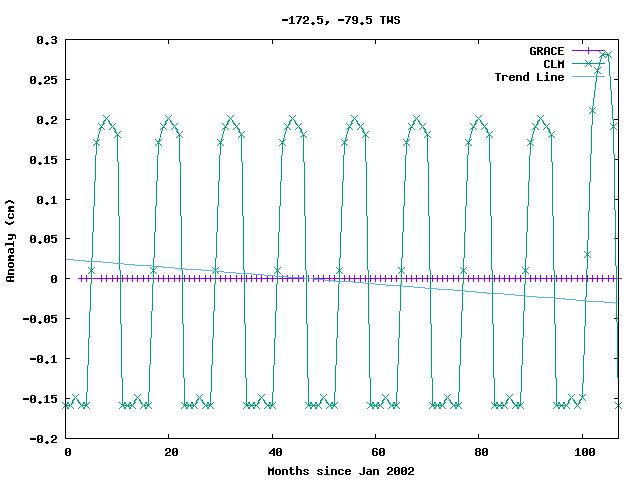 -172.5, -79.5 TWS
GRACE
CLM
Trend Line
0.3
0.25
0.2
0.15
0.1
0.05
0
-0.05
-0.1
-0.15
-0.2
Anomaly (cm)
0 20 40 60 80 100
Months since Jan 2002